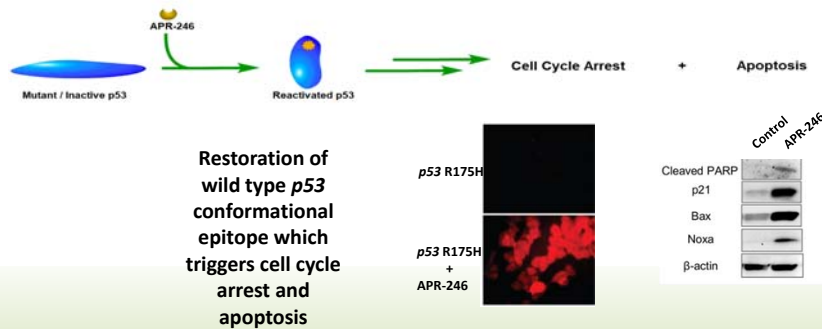 APR-246
Mutant / Inactive p53
Reactivated p53
Cell Cycle Arrest + Apoptosis
Restoration of
wild type p53
conformational
epitope which
triggers cell cycle
arrest and
apoptosis
p53 R175H
p53 R175H
+
APR-246
Control
APR-246
Cleaved PARP
p21
Bax
Noxa
β-actin